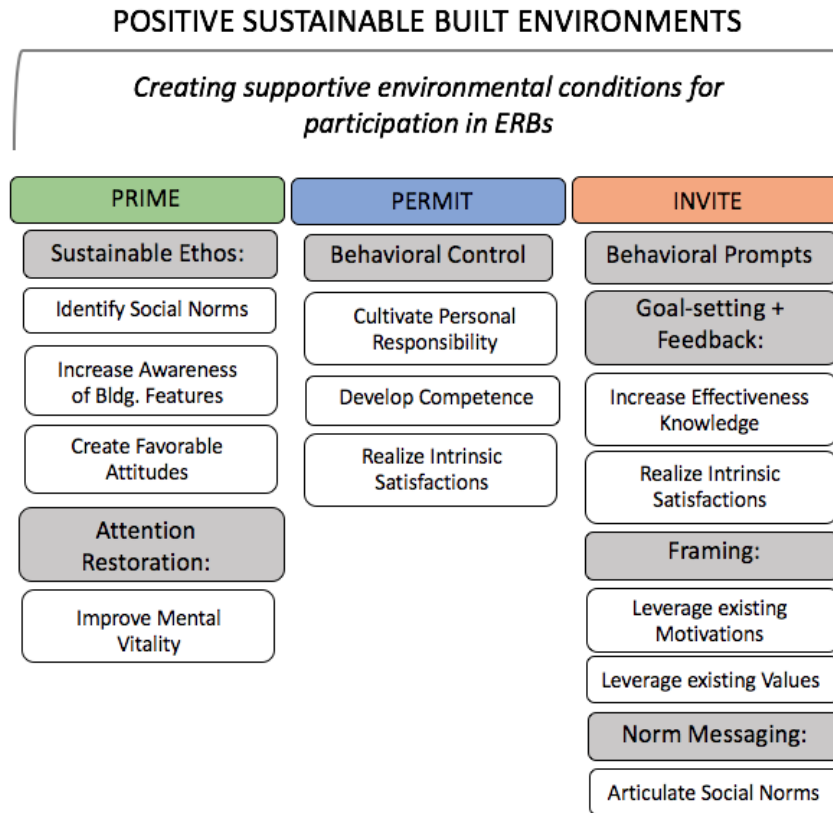 POSITIVE SUSTAINABLE BUILT ENVIRONMENTS
Creating supportive environmental conditions for
participation in ERBs
PRIME
Sustainable Ethos:
Identify Social Norms
Increase Awareness
of Bldg. Features
Create Favorable
Attitudes
Attention
Restoration:
Improve Mental
Vitality
PERMIT
Behavioral Control
Cultivate Personal
Responsibility
Develop Competence
Realize Intrinsic
Satisfactions
INVITE
Behavioral Prompts
Goal-setting +
Feedback:
Increase Effectiveness
Knowledge
Realize Intrinsic
Satisfactions
Framing:
Leverage existing
Motivations
Leverage existing Values
Norm Messaging:
Articulate Social Norms